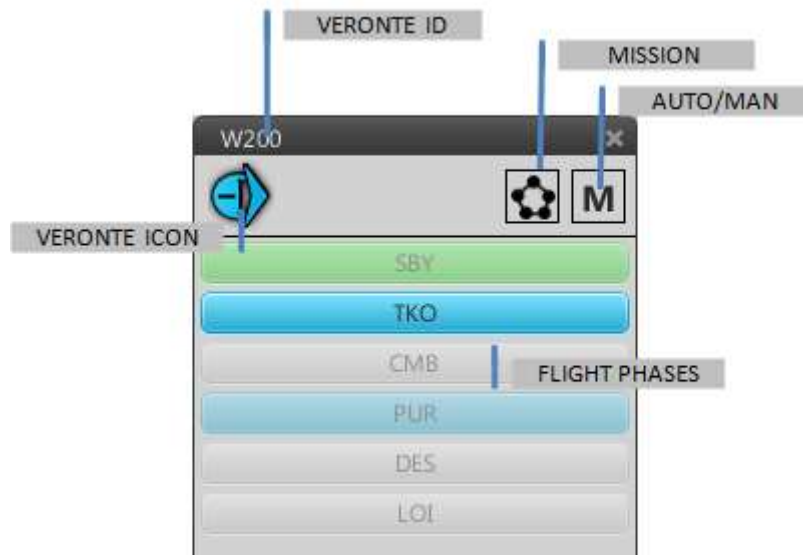 VERONTE ID
MISSION
AUTO/MAN
W200
M
VERONTE ICON
SBY
TKO
CMB
FLIGHT PHASES
PUR
DES
LOI